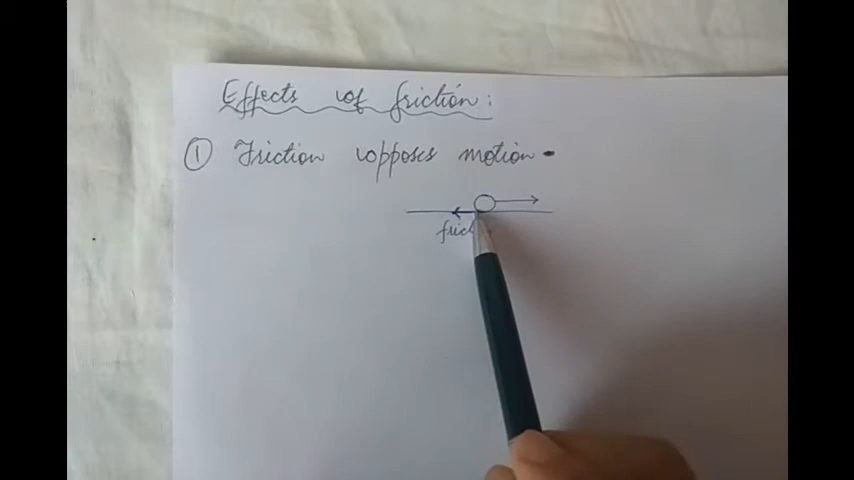 Effects of friction:
① Friction opposes motion -